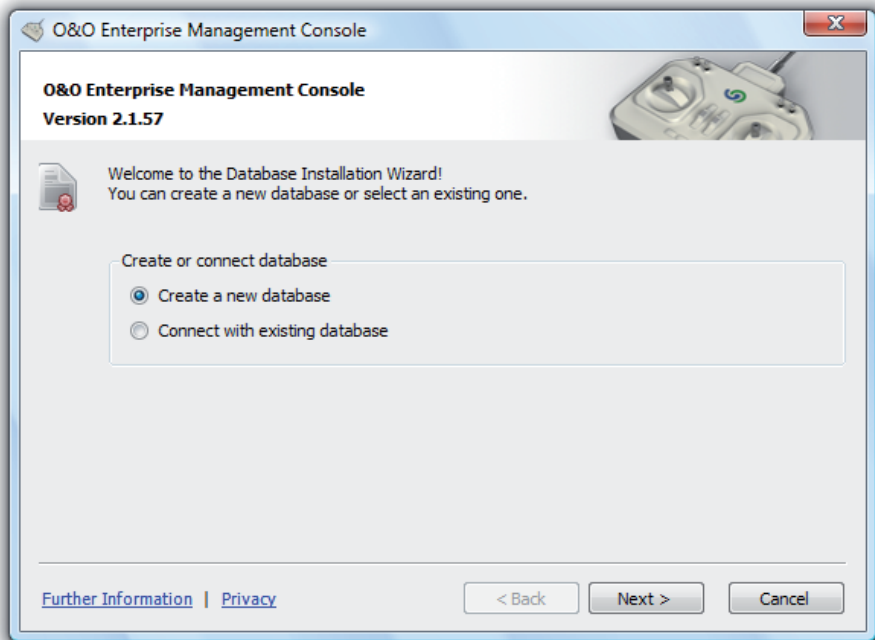 O&O Enterprise Management Console
O&O Enterprise Management Console
Version 2.1.57
Welcome to the Database Installation Wizard!
You can create a new database or select an existing one.
Create or connect database
Create a new database
Connect with existing database
Further Information | Privacy
< Back
Next >
Cancel